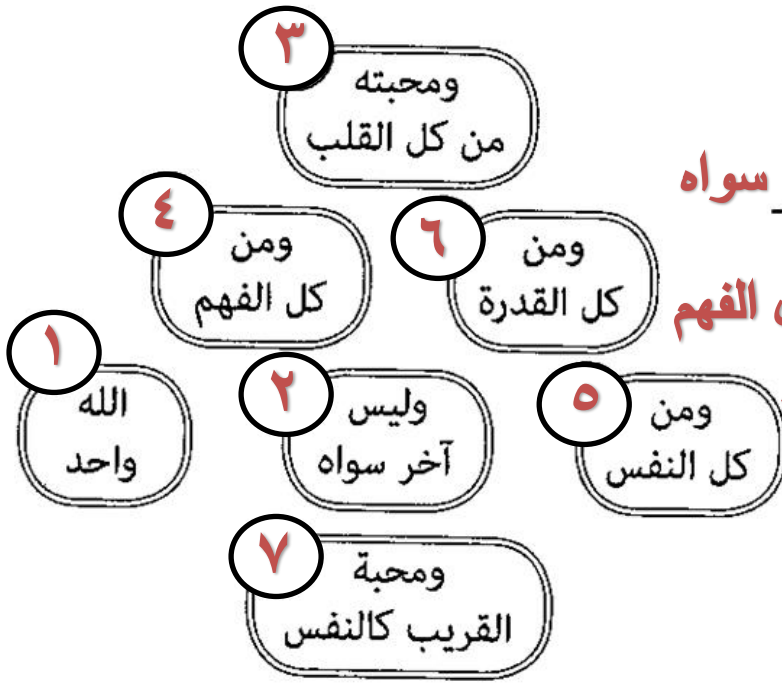 ٣
ومحبته
من كل القلب
سواه
٤
ومن
كل الفهم
٦
ومن
كل القدرة
الفهم
١
الله
واحد
٢
وليس
آخر سواه
٥
ومن
كل النفس
٧
ومحبة
القريب كالنفس